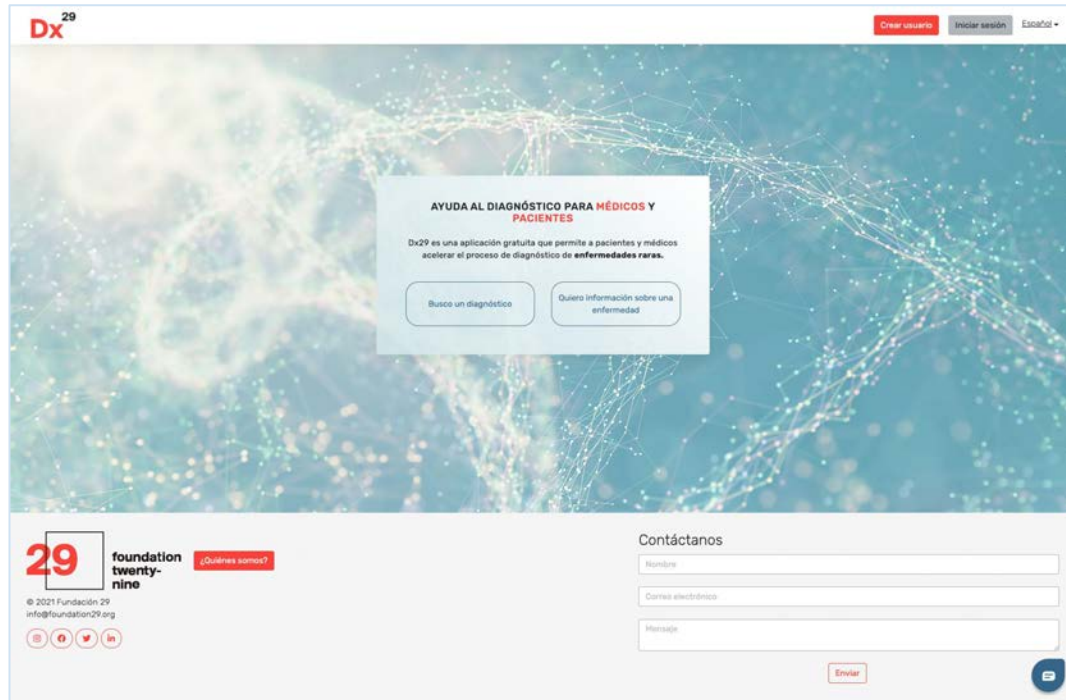 Dx29
Crear usuario
Iniciar sesión
Español
AYUDA AL DIAGNÓSTICO PARA MÉDICOS Y
PACIENTES
Dx29 es una aplicación gratuita que permite a pacientes y médicos
acelerar el proceso de diagnóstico de enfermedades raras.
Busco un diagnóstico
Quiero información sobre una
enfermedad
29
foundation
twenty-
nine
¿Quiénes somos?
© 2021 Fundación 29
info@foundation29.org
in
Contáctanos
Nombre
Correo electrónico
Mensaje
Enviar